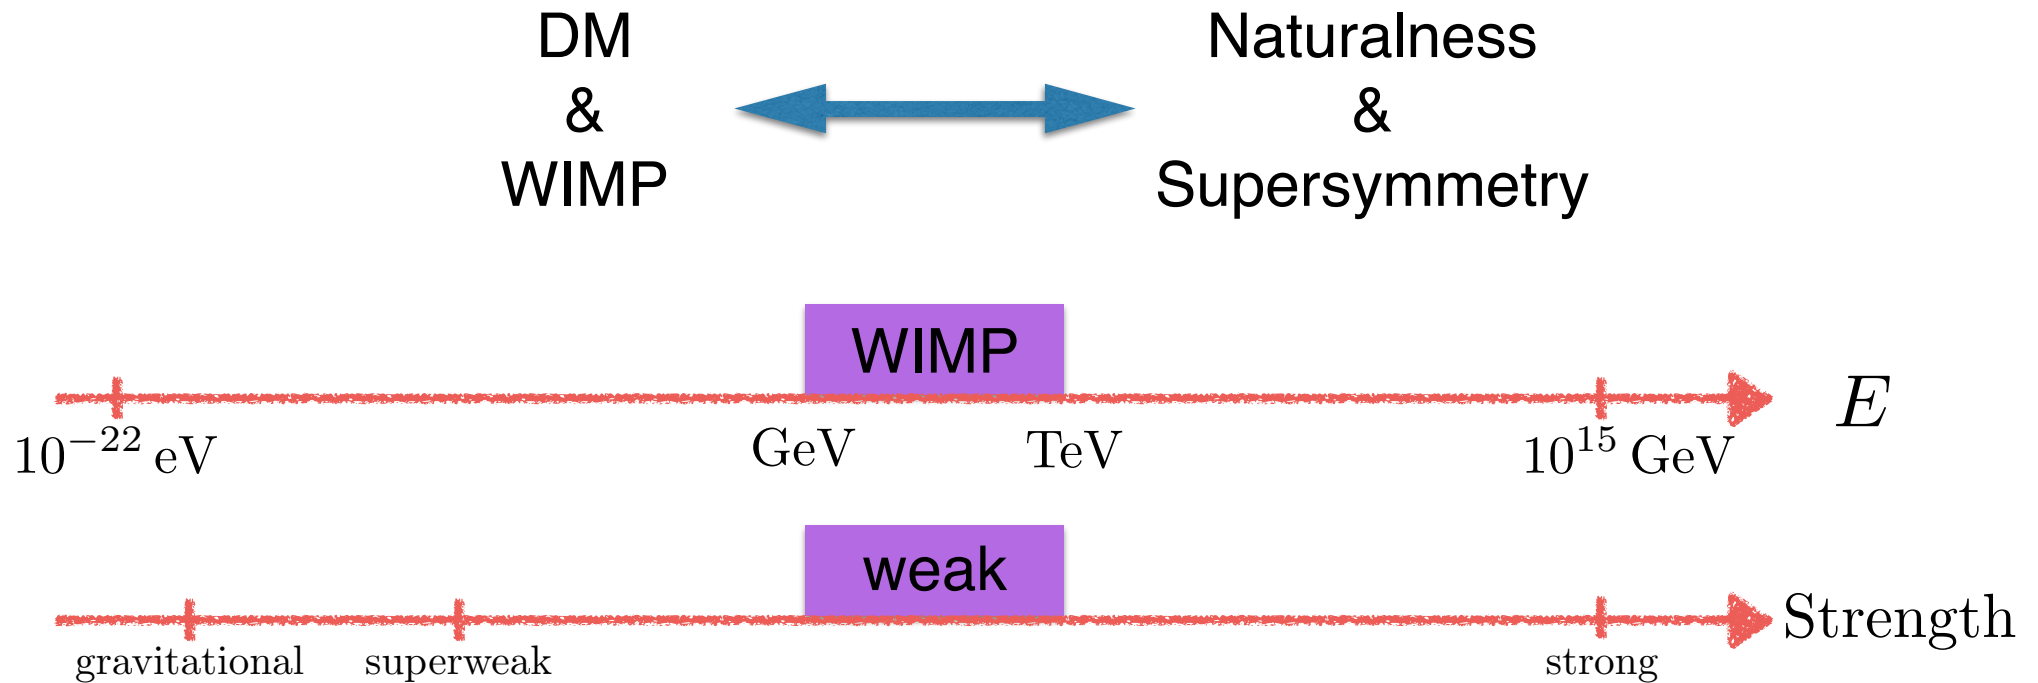 DM
&
WIMP
Naturalness
&
Supersymmetry
WIMP
E
10⁻²² eV
GeV
TeV
10¹⁵ GeV
weak
Strength
gravitational
superweak
strong